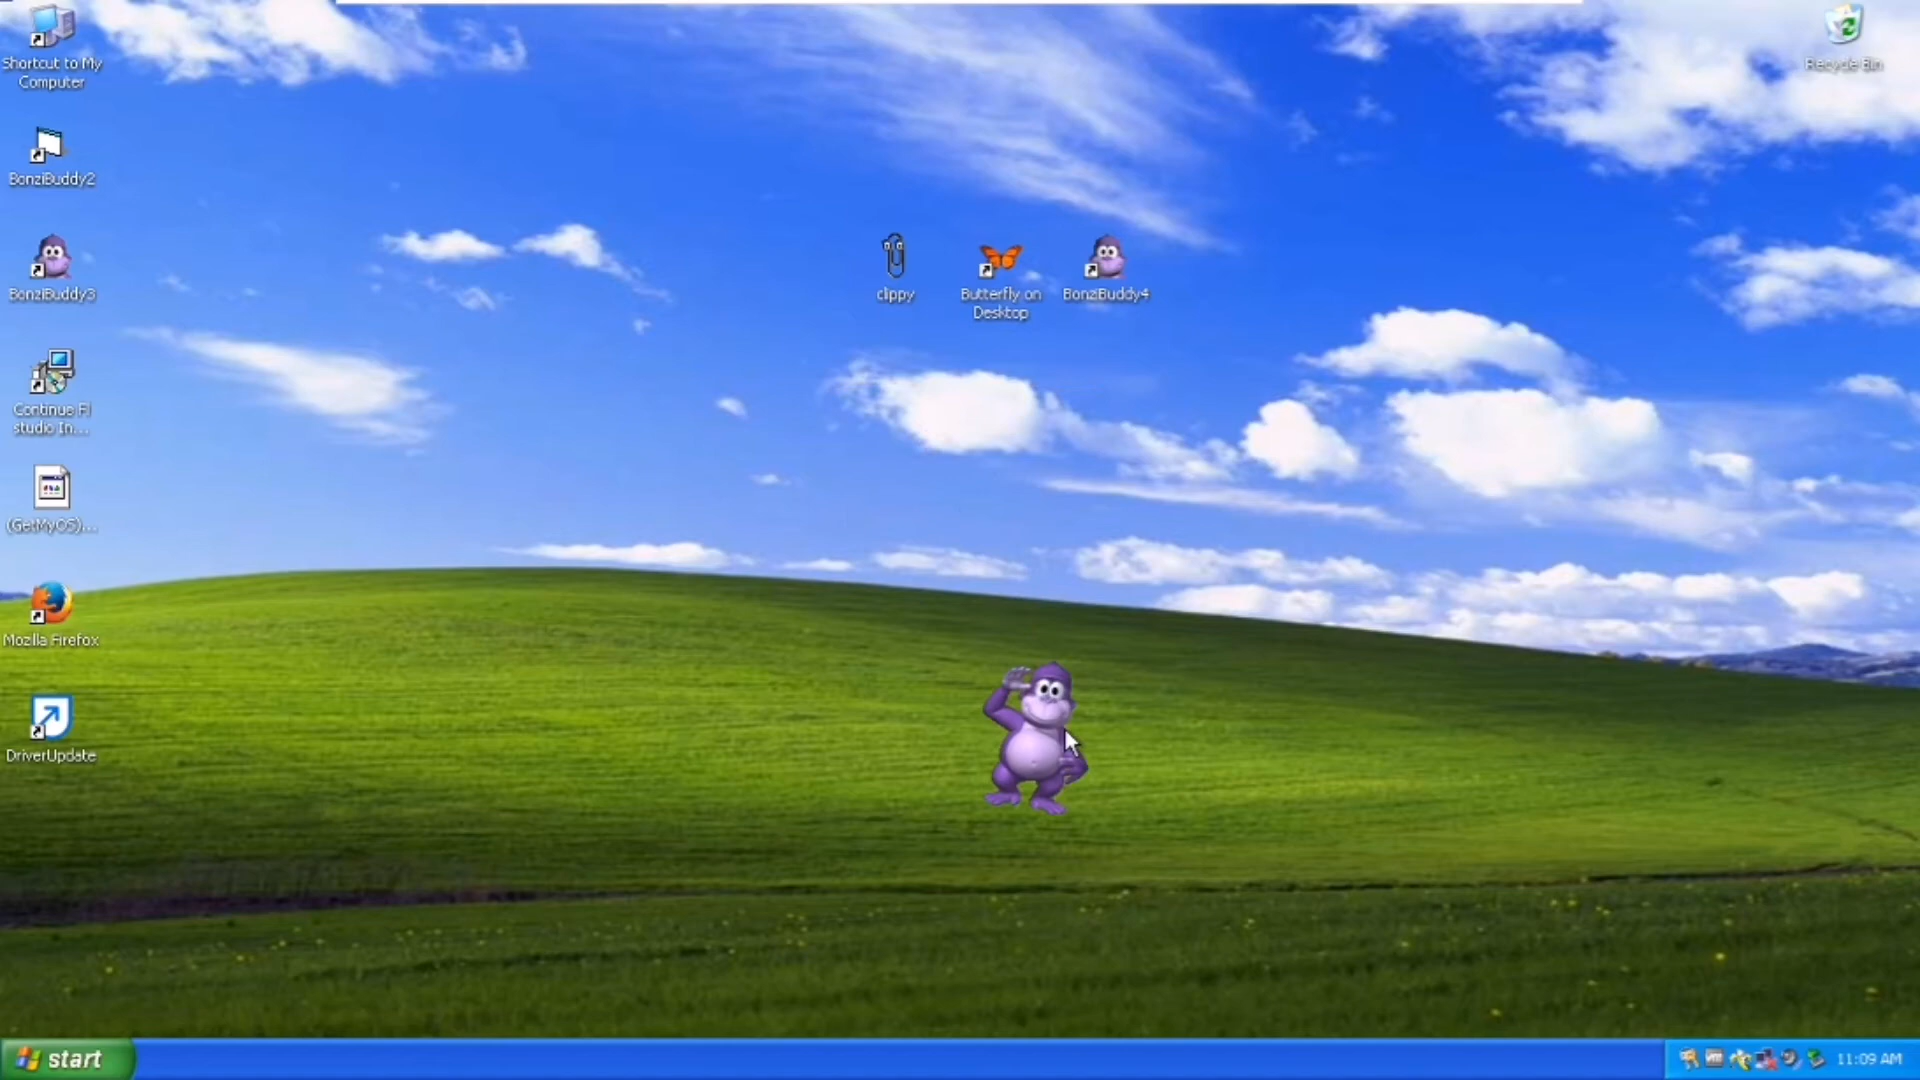 Shortcut to My
Computer
BonziBuddy2
BonziBuddy3
Continue Fl
studio In...
(GetMyOS)...
Mozilla Firefox
DriverUpdate
clippy
Butterfly on
Desktop
BonziBuddy4
Recycle Bin
start
11:09 AM